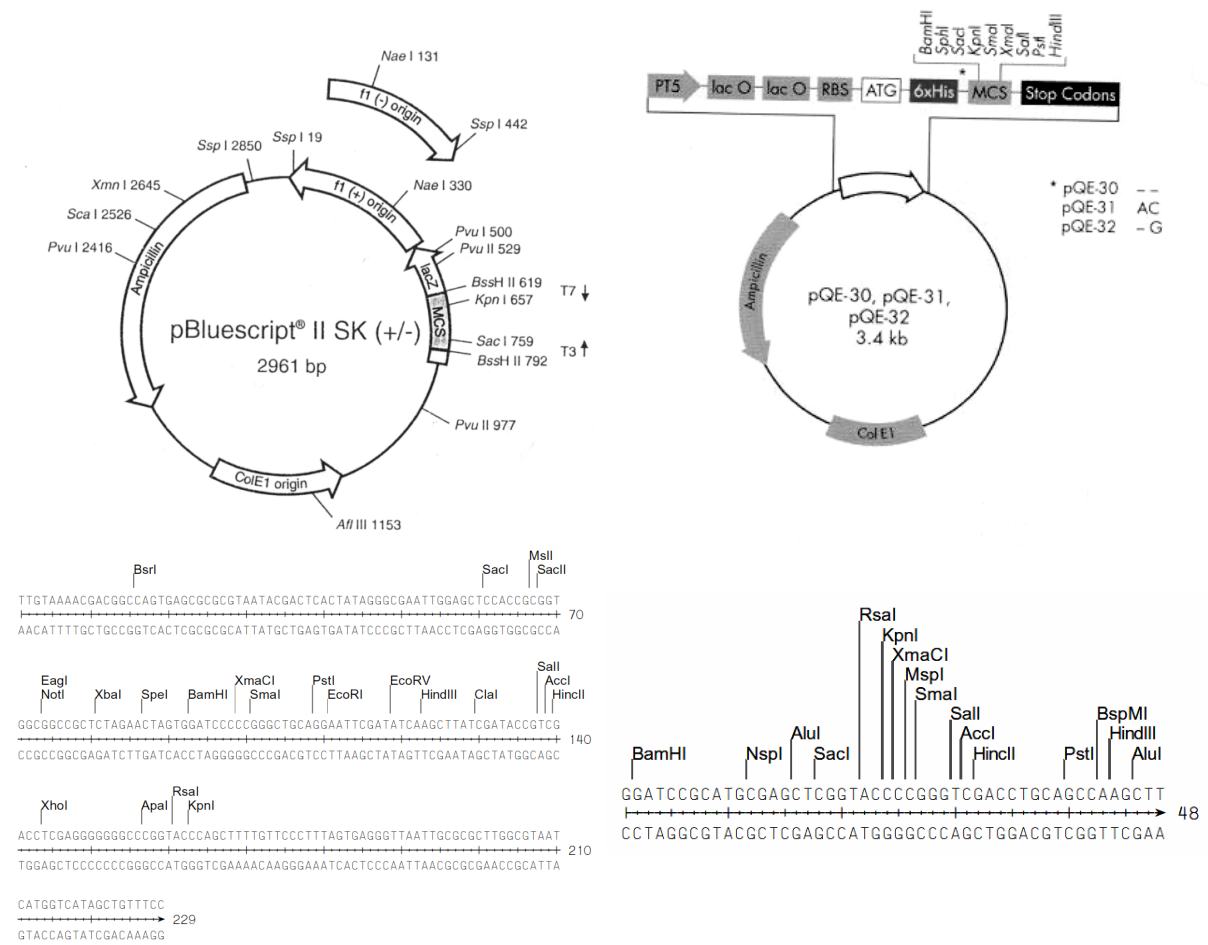 Nae I 131
f1 (-) origin
Ssp I 442
Ssp I 19
Ssp I 2850
Xmn I 2645
Sca I 2526
Pvu I 2416
Ampicillin
f1 (+) origin
Nae I 330
Pvu I 500
Pvu II 529
lacZ
BssH II 619
Kpn I 657
T7
MCS
Sac I 759
T3
BssH II 792
pBluescript® II SK (+/-)
2961 bp
Pvu II 977
ColE1 origin
Afl III 1153
BamHI
SphI
SacI
KpnI
SmaI
XmaI
SalI
PstI
HindIII
*
PT5 lac O lac O RBS ATG 6xHis MCS Stop Codons
* pQE-30 – –
pQE-31 AC
pQE-32 – G
Ampicillin
pQE-30, pQE-31,
pQE-32
3.4 kb
Col E1
MslI
BsrI SacI SacII
TTGTAAAACGACGGCCAGTGAGCGCGCGTAATACGACTCACTATAGGGCGAATTGGAGCTCCACCGCGGT
70
AACATTTTGCTGCCGGTCACTCGCGCGCATTATGCTGAGTGATATCCCGCTTAACCTCGAGGTGGCGCCA
SalI
EagI XmaCI PstI EcoRV AccI
NotI XbaI SpeI BamHI SmaI EcoRI HindIII ClaI HincII
GGCGGCCGCTCTAGAACTAGTGGATCCCCCGGGCTGCAGGAATTCGATATCAAGCTTATCGATACCGTCG
140
CCGCCGGCGAGATCTTGATCACCTAGGGGGCCCGACGTCCTTAAGCTATAGTTCGAATAGCTATGGCAGC
RsaI
XhoI ApaI KpnI
ACCTCGAGGGGGGGCCCGGTACCCAGCTTTTGTTCCCTTTAGTGAGGGTTAATTGCGCGCTTGGCGTAAT
210
TGGAGCTCCCCCCCGGGCCATGGGTCGAAAACAAGGGAAATCACTCCCAATTAACGCGCGAACCGCATTA
CATGGTCATAGCTGTTTCC
229
GTACCAGTATCGACAAAGG
RsaI
KpnI
XmaCI
MspI
SmaI
SalI BspMI
AluI AccI HindIII
BamHI NspI SacI HincII PstI AluI
GGATCCGCATGCGAGCTCGGTACCCCGGGTCGACCTGCAGCCAAGCTT
48
CCTAGGCGTACGCTCGAGCCATGGGGCCCAGCTGGACGTCGGTTCGAA